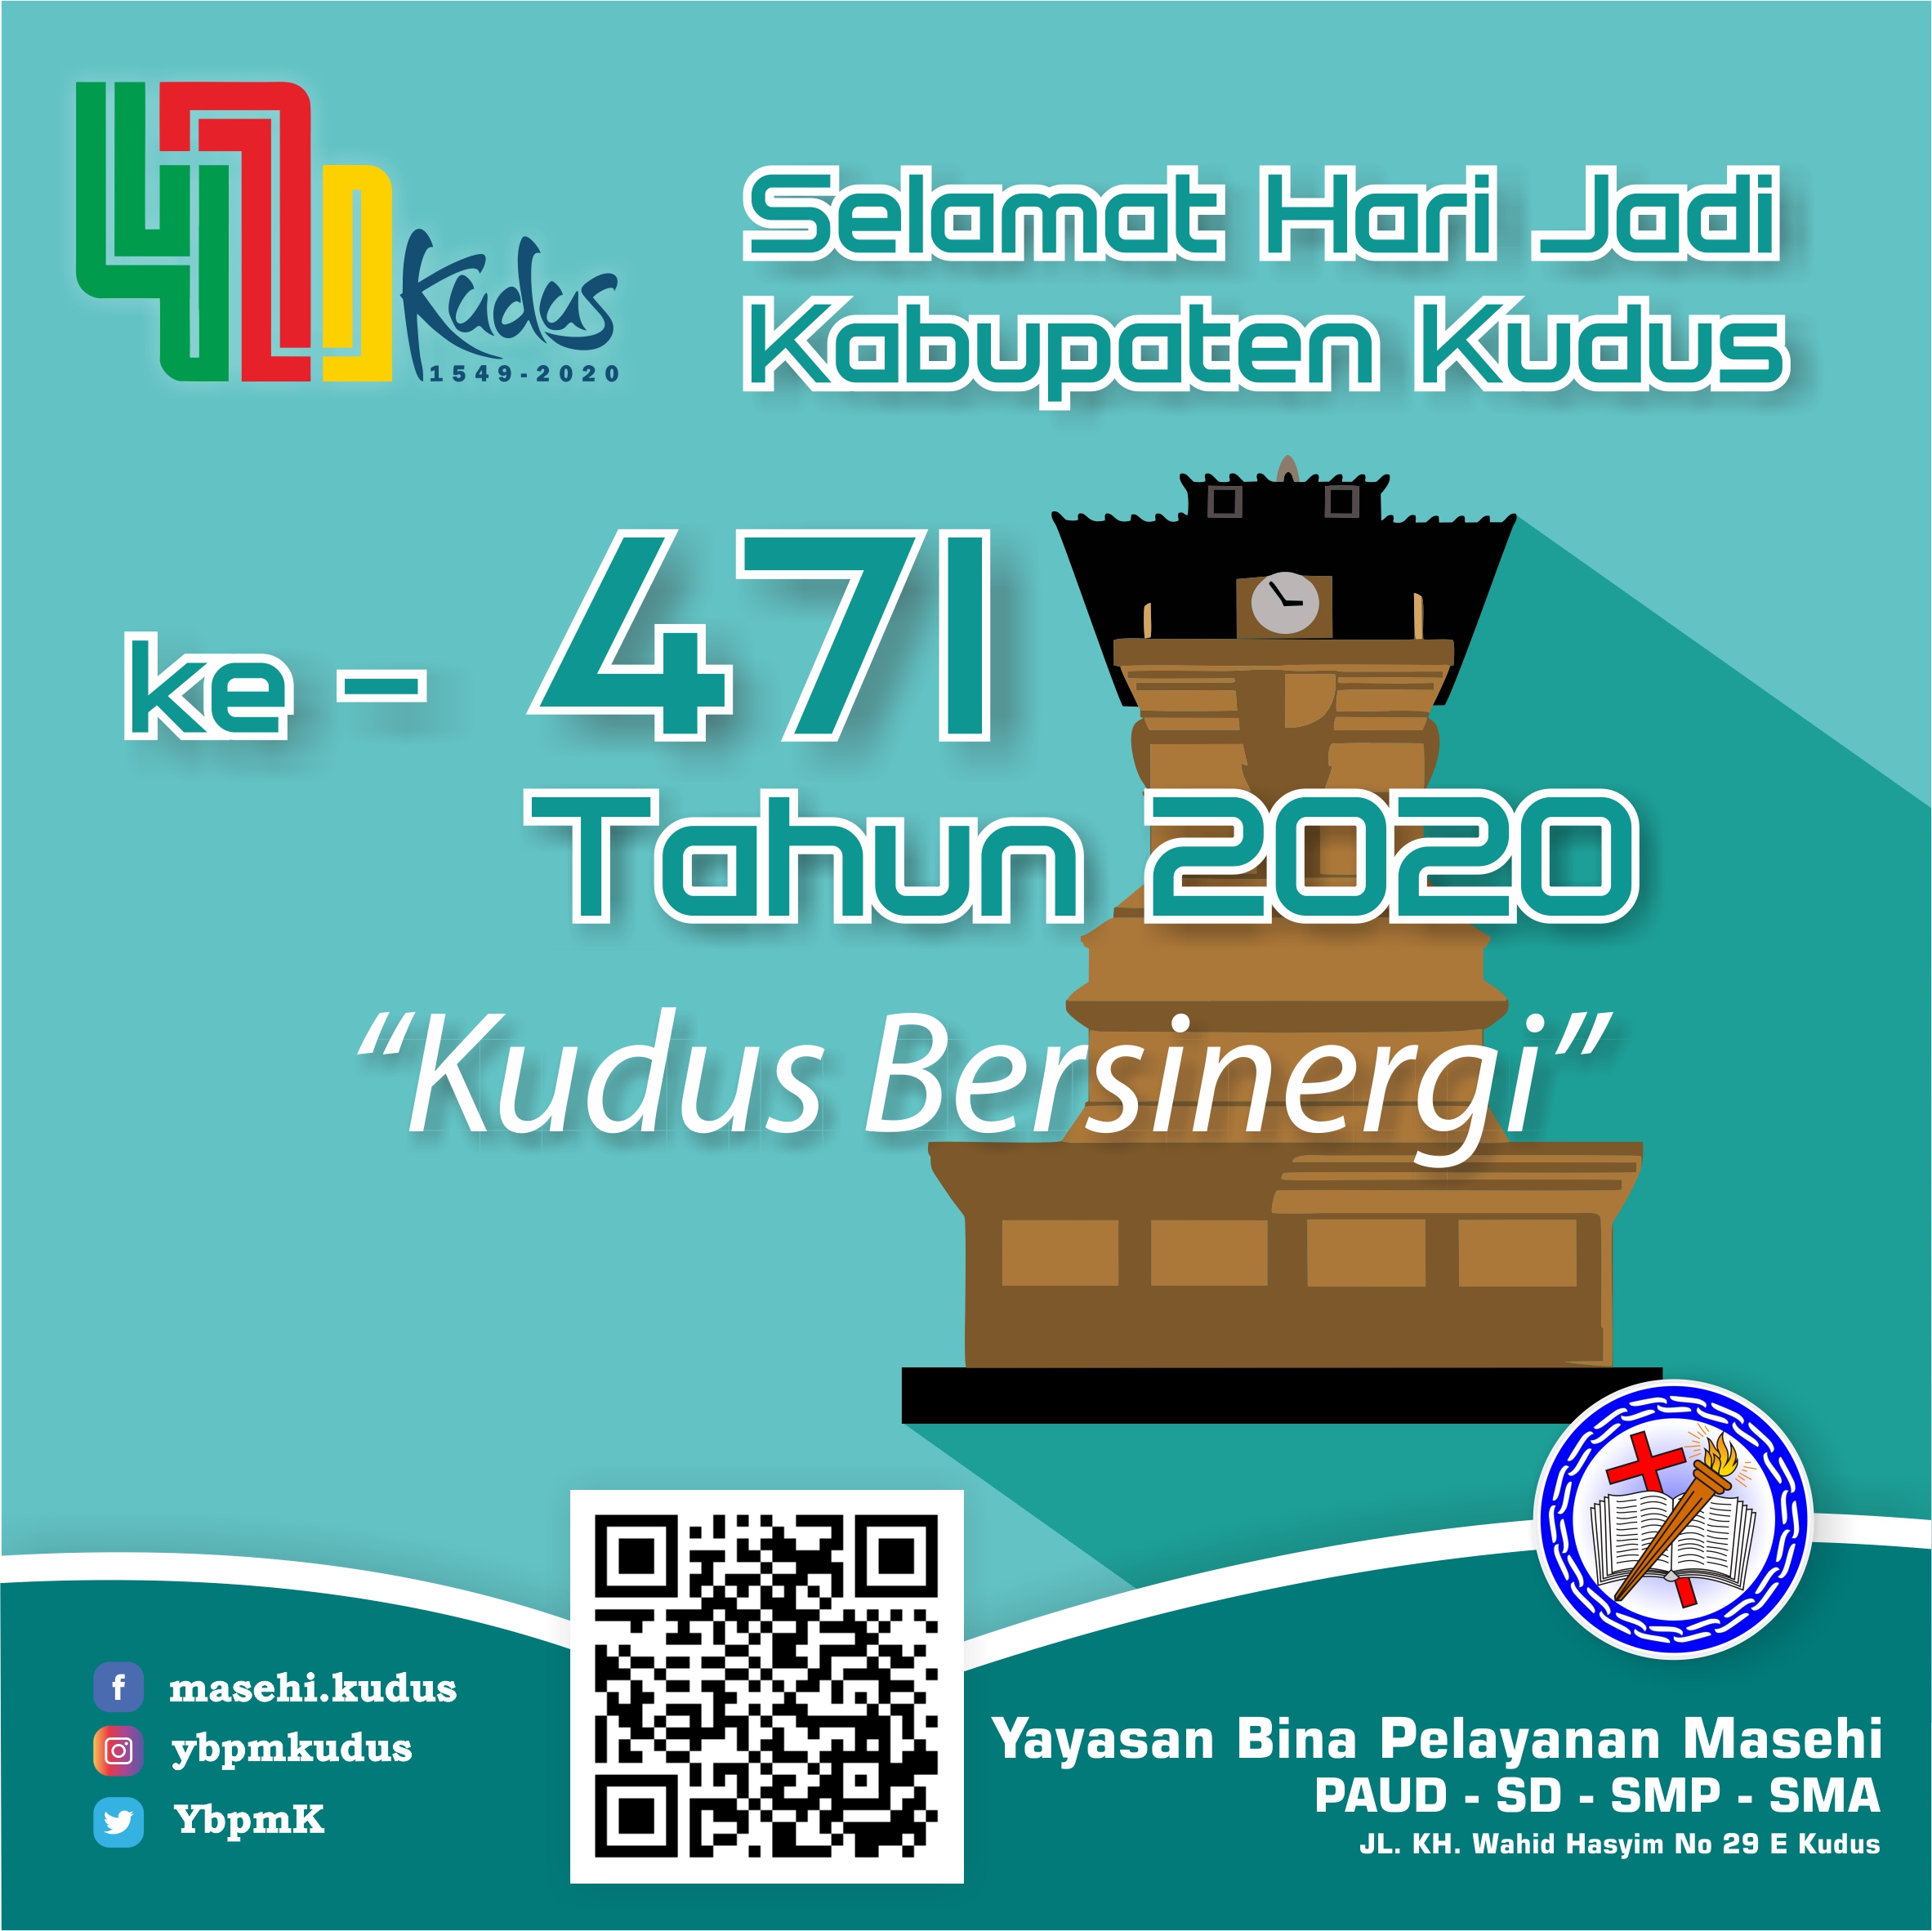 471
Kudus
1549-2020
Selamat Hari Jadi
Kabupaten Kudus
ke - 471
Tahun 2020
“Kudus Bersinergi”
masehi.kudus
ybpmkudus
YbpmK
Yayasan Bina Pelayanan Masehi
PAUD - SD - SMP - SMA
JL. KH. Wahid Hasyim No 29 E Kudus